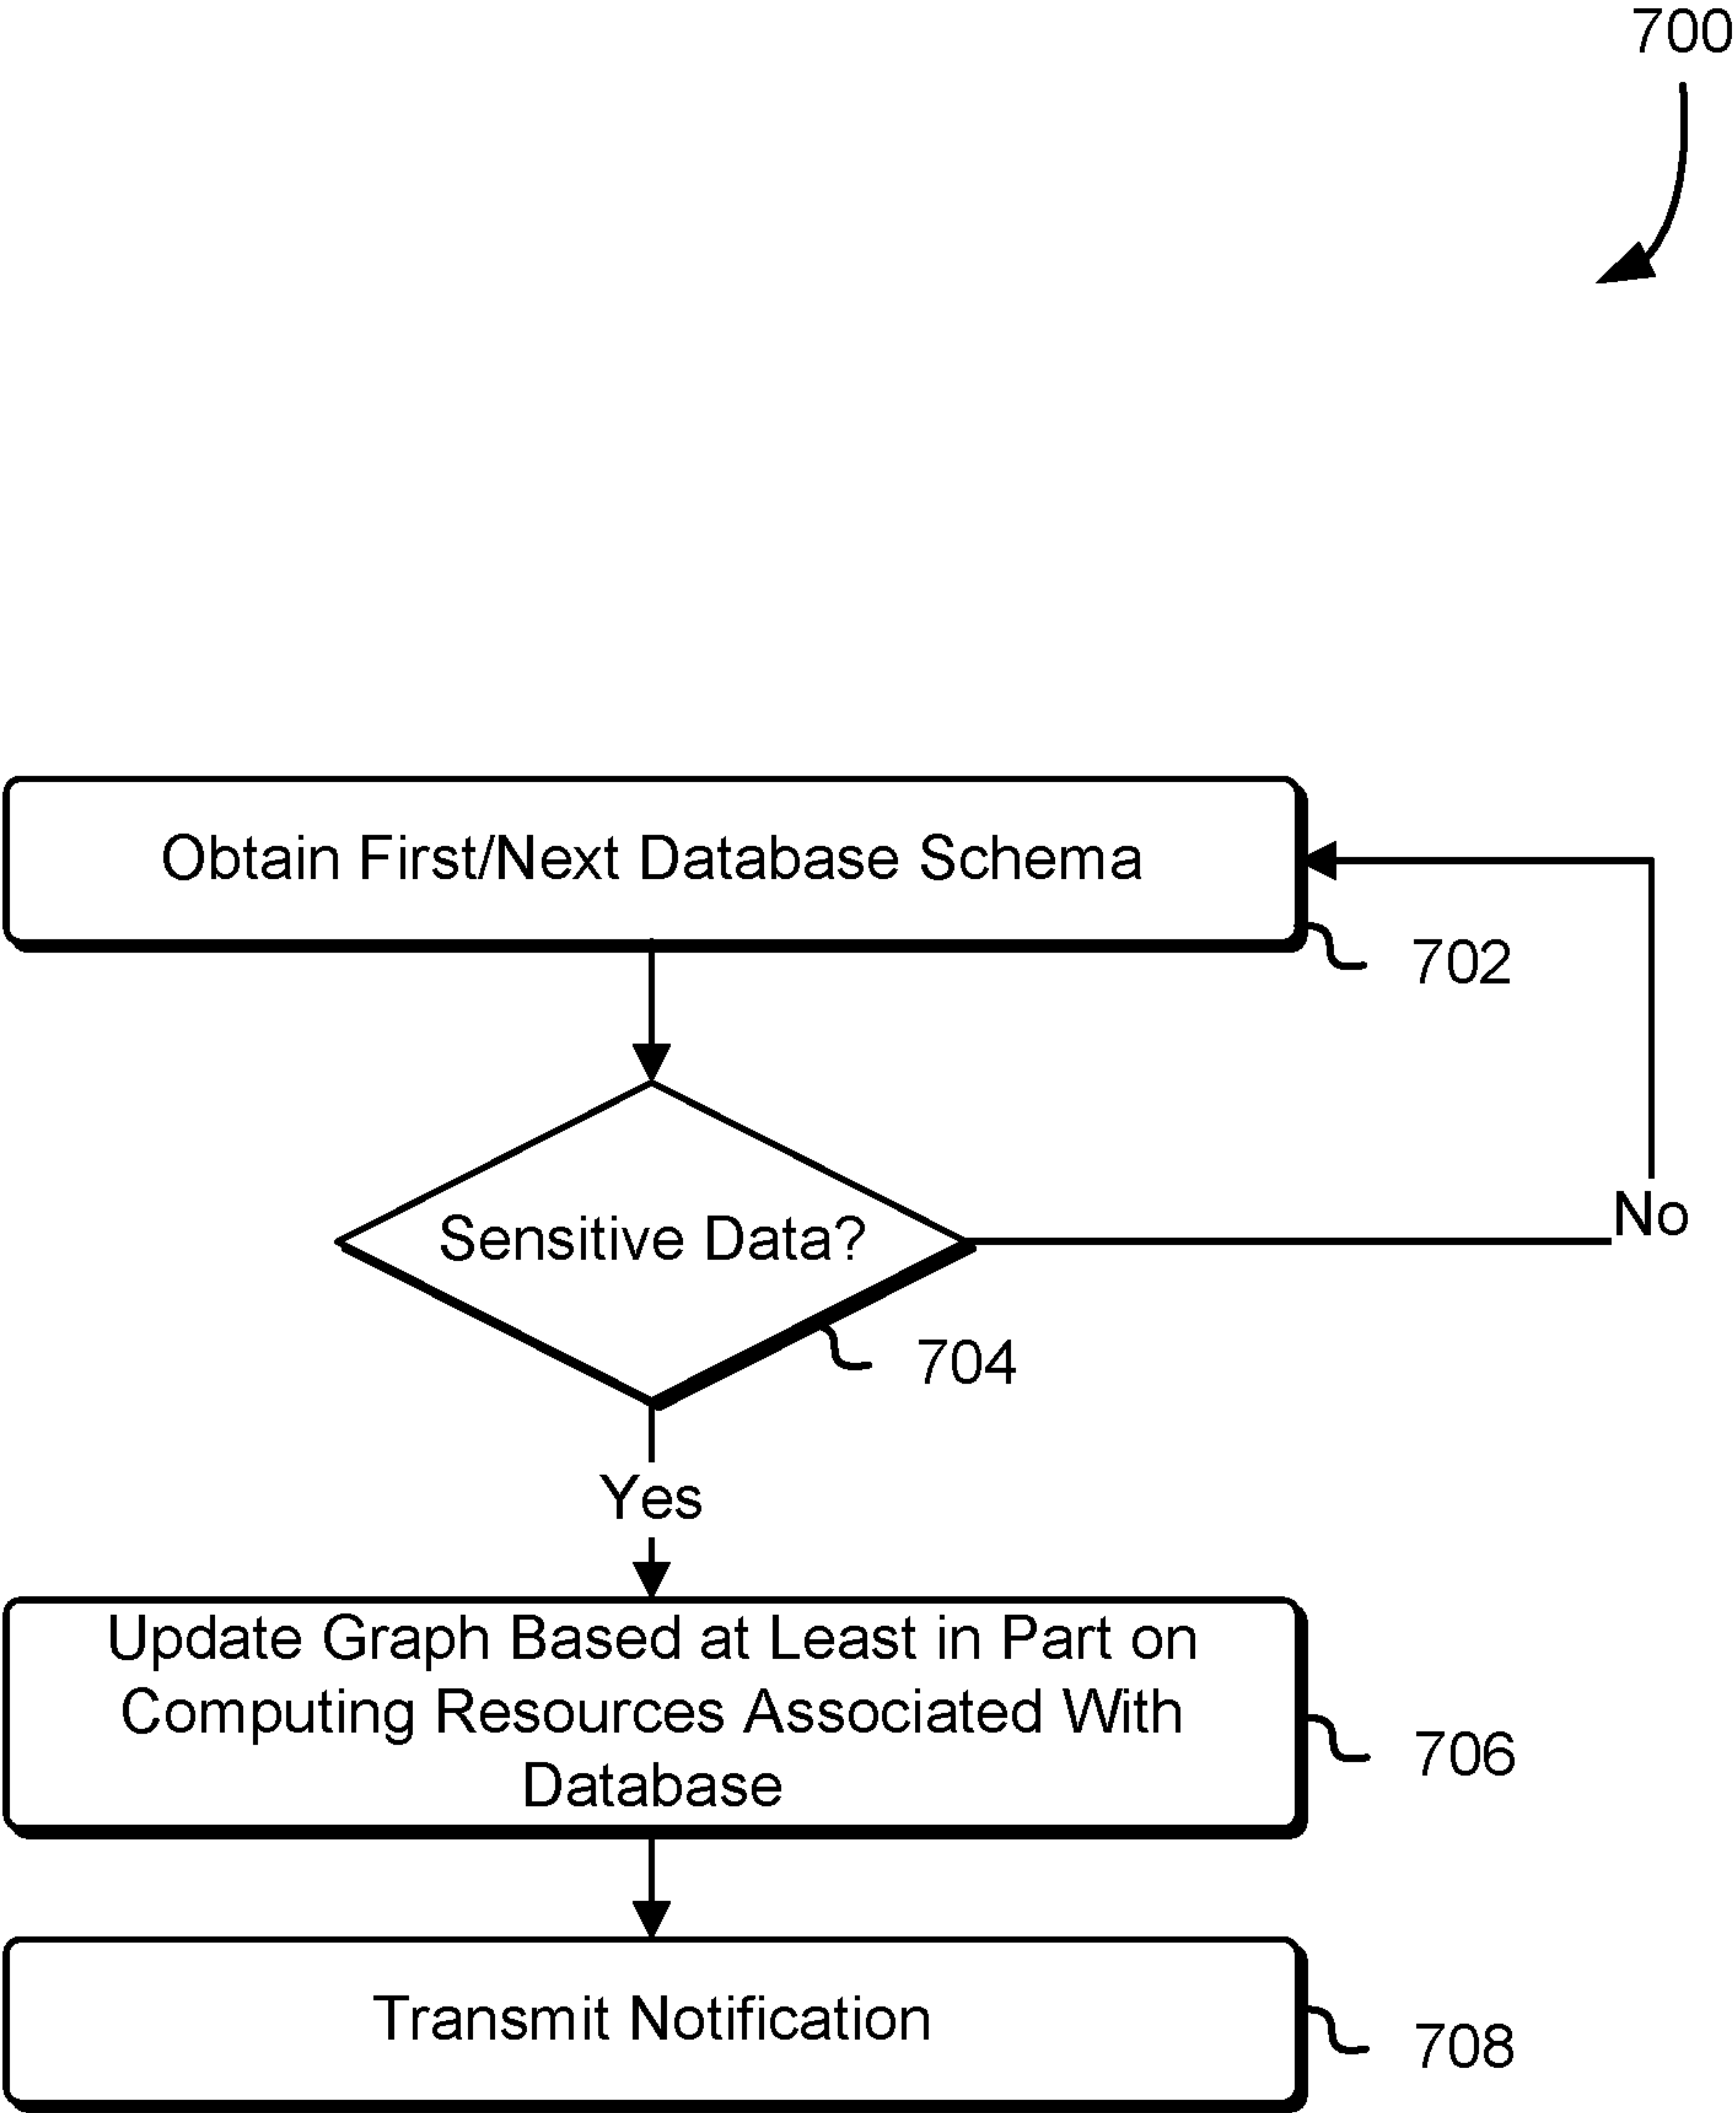 700
Obtain First/Next Database Schema
702
Sensitive Data?
No
704
Yes
Update Graph Based at Least in Part on
Computing Resources Associated With
Database
706
Transmit Notification
708